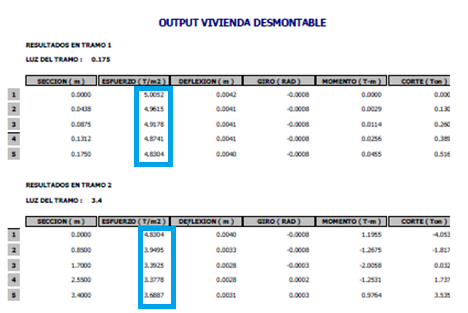 OUTPUT VIVIENDA DESMONTABLE
RESULTADOS EN TRAMO 1
LUZ DEL TRAMO : 0.175
SECCION ( m ) ESFUERZO ( T/m2 ) DEFLEXION ( m ) GIRO ( RAD ) MOMENTO ( T-m ) CORTE ( Ton )
1 0.0000 5.0052 0.0042 -0.0008 0.0000 0.000
2 0.0438 4.9615 0.0041 -0.0008 0.0029 0.130
3 0.0875 4.9178 0.0041 -0.0008 0.0114 0.260
4 0.1312 4.8741 0.0041 -0.0008 0.0256 0.389
5 0.1750 4.8304 0.0040 -0.0008 0.0455 0.516
RESULTADOS EN TRAMO 2
LUZ DEL TRAMO : 3.4
SECCION ( m ) ESFUERZO ( T/m2 ) DEFLEXION ( m ) GIRO ( RAD ) MOMENTO ( T-m ) CORTE ( Ton )
1 0.0000 4.8304 0.0040 -0.0008 1.1955 -4.053
2 0.8500 3.9495 0.0033 -0.0008 -1.2675 -1.817
3 1.7000 3.3925 0.0028 -0.0003 -2.0058 0.032
4 2.5500 3.3778 0.0028 0.0002 -1.2531 1.737
5 3.4000 3.6887 0.0031 0.0003 0.9764 3.535